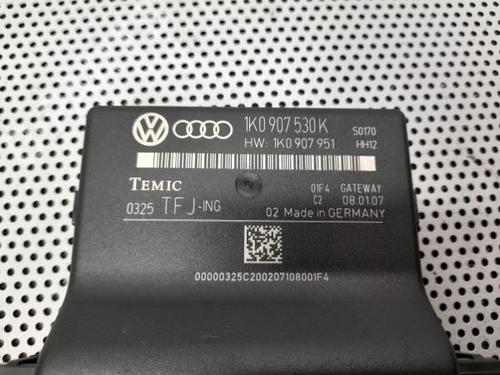 1K0 907 530 K S0170
HW: 1K0 907 951 HH12
TEMIC 01F4 GATEWAY
C2 08.01.07
0325 TFJ-ING 02 Made in GERMANY
00000325C200207108001F4